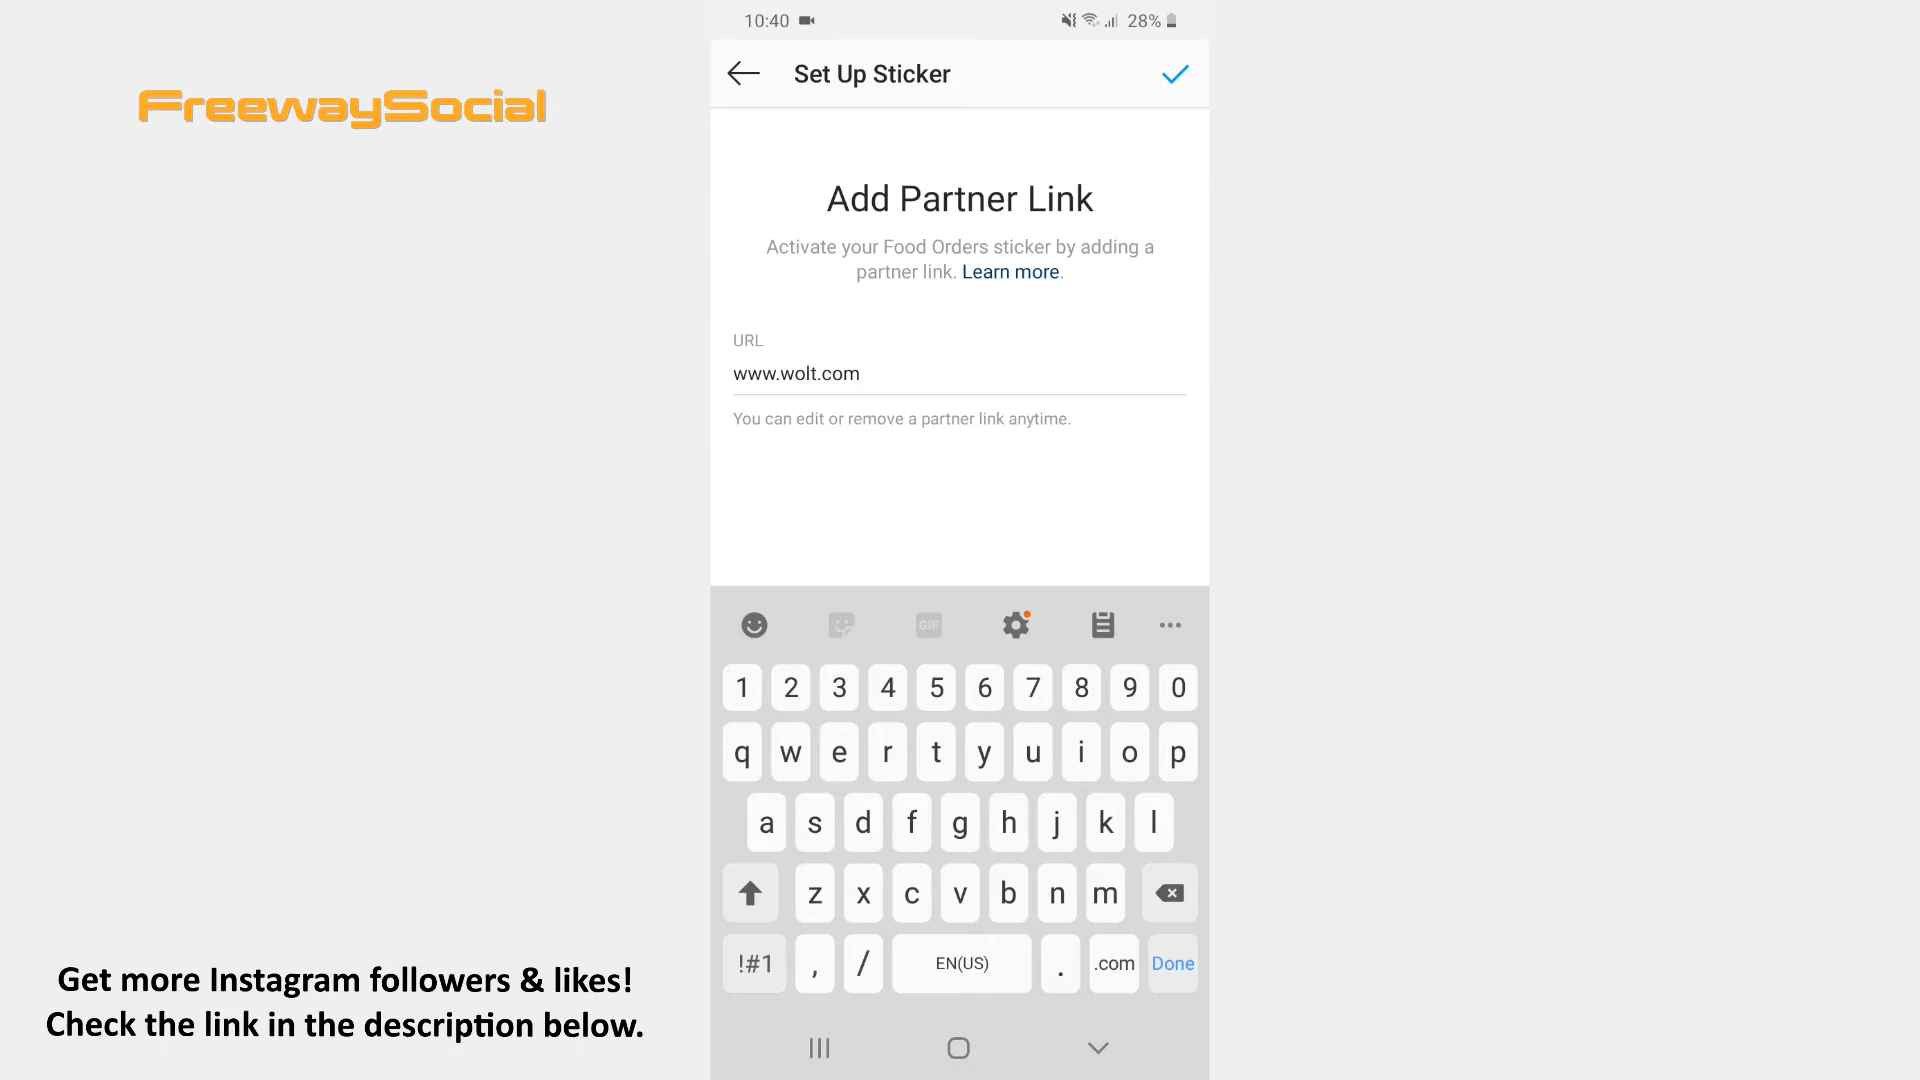 10:40
28%
Set Up Sticker
FreewaySocial
Add Partner Link
Activate your Food Orders sticker by adding a
partner link. Learn more.
URL
www.wolt.com
You can edit or remove a partner link anytime.
GIF
1 2 3 4 5 6 7 8 9 0
q w e r t y u i o p
a s d f g h j k l
z x c v b n m
!#1 , / EN(US) . .com Done
Get more Instagram followers & likes!
Check the link in the description below.